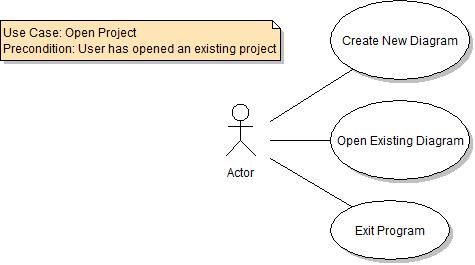 Use Case: Open Project
Precondition: User has opened an existing project
Create New Diagram
Open Existing Diagram
Actor
Exit Program